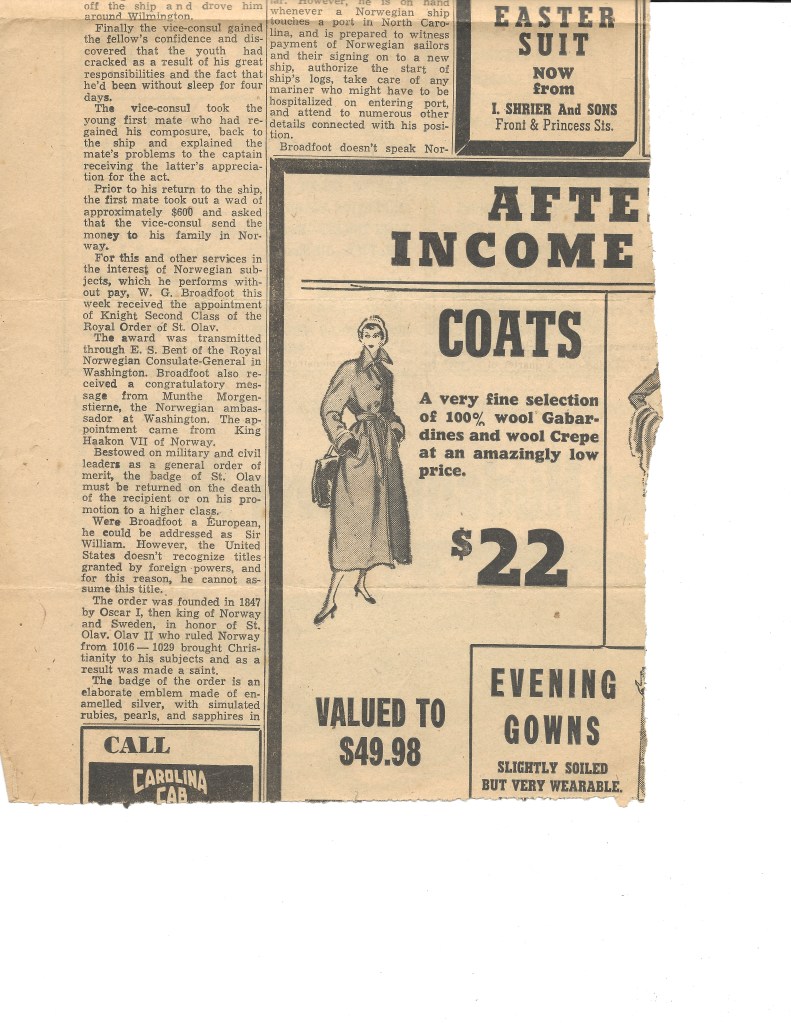 off the ship and drove him
around Wilmington.
Finally the vice-consul gained
the fellow's confidence and dis-
covered that the youth had
cracked as a result of his great
responsibilities and the fact that
he'd been without sleep for four
days.
The vice-consul took the
young first mate who had re-
gained his composure, back to
the ship and explained the
mate's problems to the captain
receiving the latter's apprecia-
tion for the act.
Prior to his return to the ship,
the first mate took out a wad of
approximately $600 and asked
that the vice-consul send the
money to his family in Nor-
way.
For this and other services in
the interest of Norwegian sub-
jects, which he performs with-
out pay, W. G. Broadfoot this
week received the appointment
of Knight Second Class of the
Royal Order of St. Olav.
The award was transmitted
through E. S. Bent of the Royal
Norwegian Consulate-General in
Washington. Broadfoot also re-
ceived a congratulatory mes-
sage from Munthe Morgen-
stierne, the Norwegian ambas-
sador at Washington. The ap-
pointment came from King
Haakon VII of Norway.
Bestowed on military and civil
leaders as a general order of
merit, the badge of St. Olav
must be returned on the death
of the recipient or on his pro-
motion to a higher class.
Were Broadfoot a European,
he could be addressed as Sir
William. However, the United
States doesn't recognize titles
granted by foreign powers, and
for this reason, he cannot as-
sume this title.
The order was founded in 1847
by Oscar I, then king of Norway
and Sweden, in honor of St.
Olav. Olav II who ruled Norway
from 1016 — 1029 brought Chris-
tianity to his subjects and as a
result was made a saint.
The badge of the order is an
elaborate emblem made of en-
amelled silver, with simulated
rubies, pearls, and sapphires in
However, he is on hand
whenever a Norwegian ship
touches a port in North Caro-
lina, and is prepared to witness
payment of Norwegian sailors
and their signing on to a new
ship, authorize the start of
ship's logs, take care of any
mariner who might have to be
hospitalized on entering port,
and attend to numerous other
details connected with his posi-
tion.
Broadfoot doesn't speak Nor-
EASTER
SUIT
NOW
from
I. SHRIER And SONS
Front & Princess Sts.
AFTE
INCOME
COATS
A very fine selection
of 100% wool Gabar-
dines and wool Crepe
at an amazingly low
price.
$22
VALUED TO
$49.98
EVENING
GOWNS
SLIGHTLY SOILED
BUT VERY WEARABLE.
CALL
CAROLINA
CAB